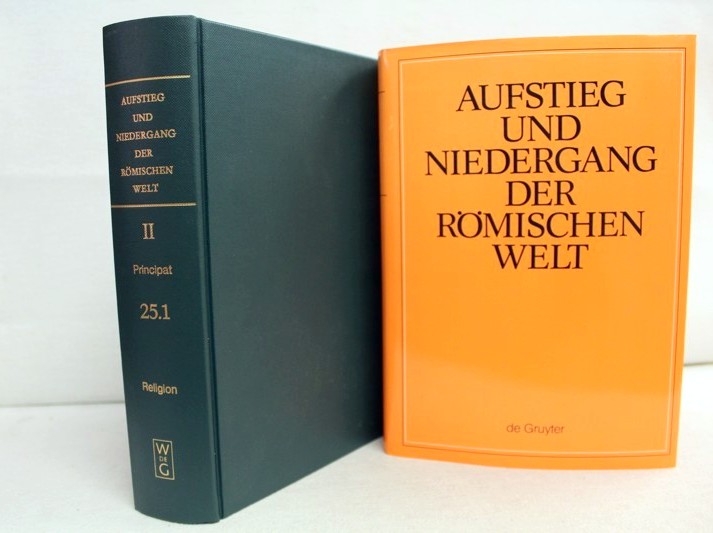 AUFSTIEG
UND
NIEDERGANG
DER
RÖMISCHEN
WELT
II
Principat
25.1
Religion
W
DE
G
AUFSTIEG
UND
NIEDERGANG
DER
RÖMISCHEN
WELT
de Gruyter